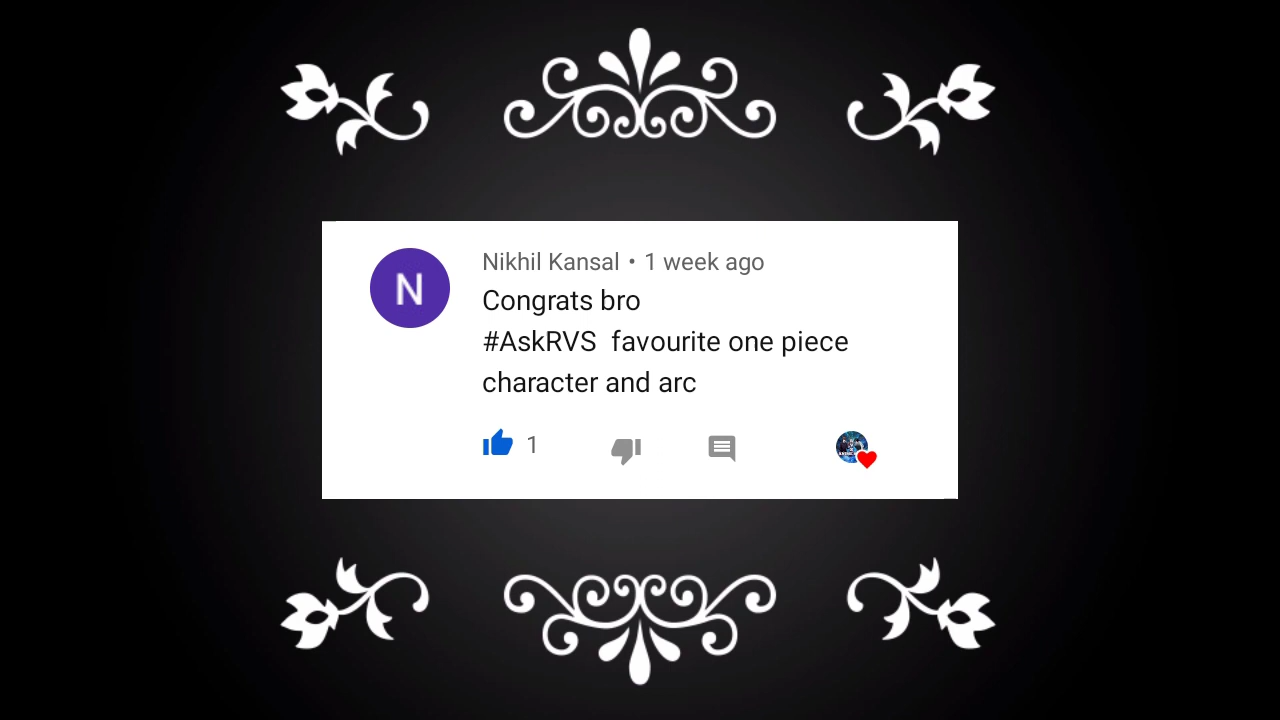 N
Nikhil Kansal • 1 week ago
Congrats bro
#AskRVS favourite one piece
character and arc
1